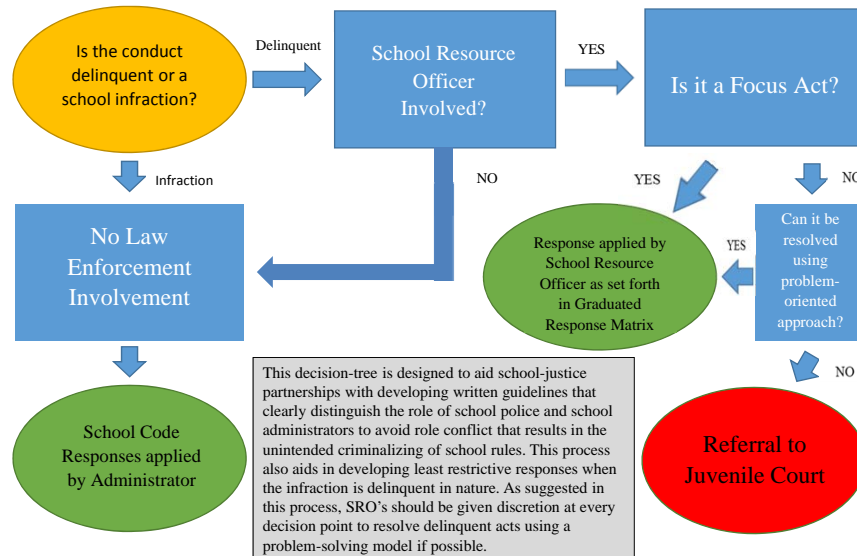 Is the conduct
delinquent or a
school infraction?
Delinquent
School Resource
Officer
Involved?
YES
Is it a Focus Act?
Infraction
NO
YES
NO
No Law
Enforcement
Involvement
Response applied by
School Resource
Officer as set forth
in Graduated
Response Matrix
YES
Can it be
resolved
using
problem-
oriented
approach?
NO
School Code
Responses applied
by Administrator
This decision-tree is designed to aid school-justice
partnerships with developing written guidelines that
clearly distinguish the role of school police and school
administrators to avoid role conflict that results in the
unintended criminalizing of school rules. This process
also aids in developing least restrictive responses when
the infraction is delinquent in nature. As suggested in
this process, SRO’s should be given discretion at every
decision point to resolve delinquent acts using a
problem-solving model if possible.
Referral to
Juvenile Court